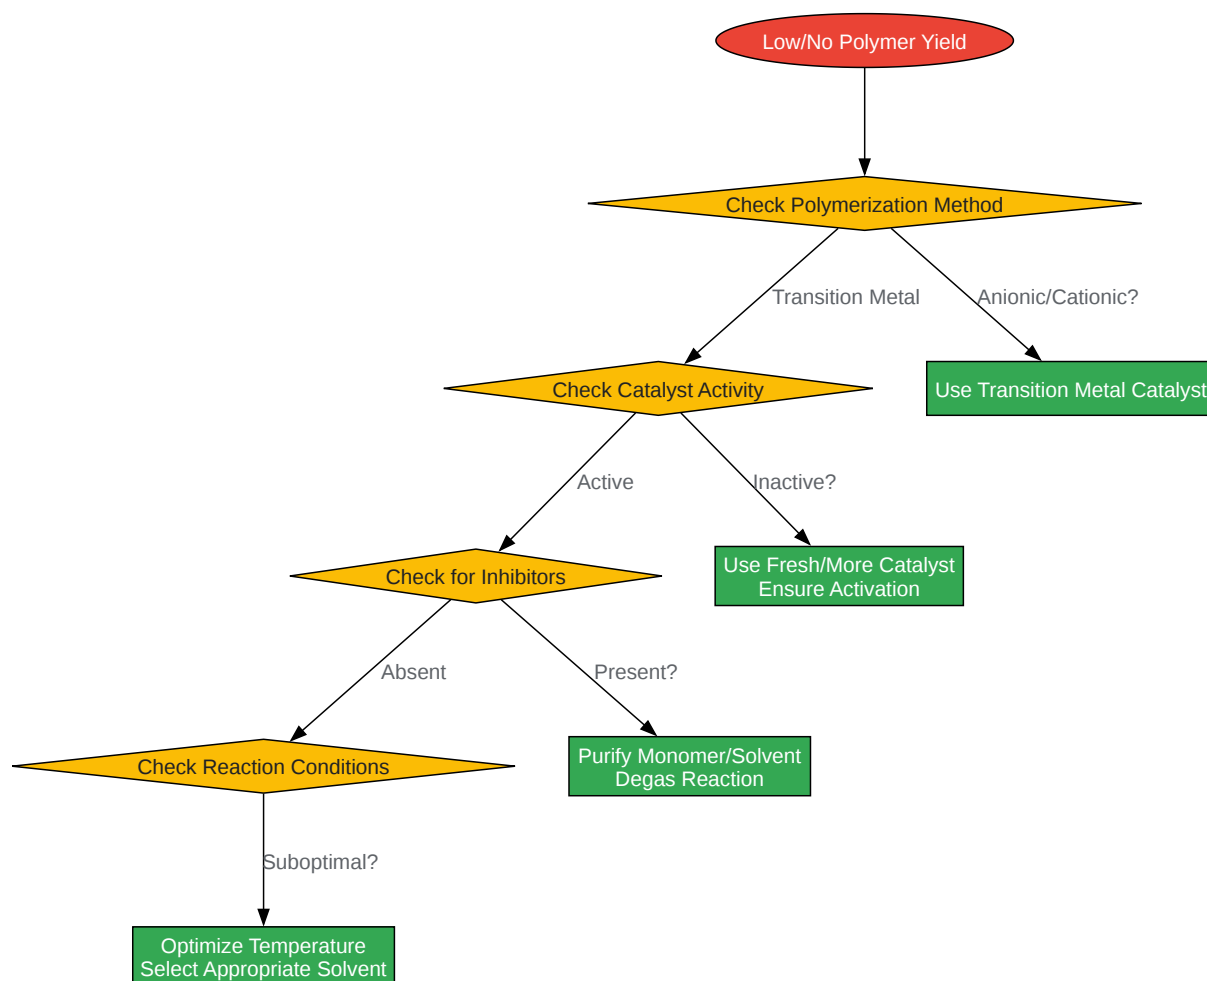 Low/No Polymer Yield
Check Polymerization Method
Transition Metal
Anionic/Cationic?
Check Catalyst Activity
Use Transition Metal Catalyst
Active
Inactive?
Check for Inhibitors
Use Fresh/More Catalyst
Ensure Activation
Absent
Present?
Check Reaction Conditions
Purify Monomer/Solvent
Degas Reaction
Suboptimal?
Optimize Temperature
Select Appropriate Solvent